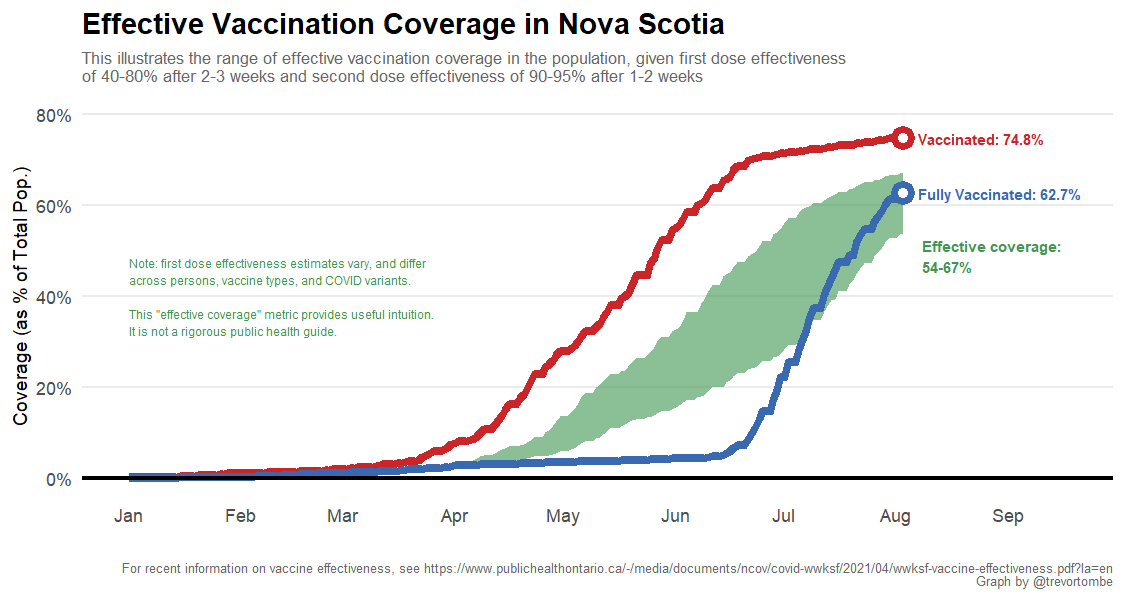 Effective Vaccination Coverage in Nova Scotia
This illustrates the range of effective vaccination coverage in the population, given first dose effectiveness
of 40-80% after 2-3 weeks and second dose effectiveness of 90-95% after 1-2 weeks
Coverage (as % of Total Pop.)
80%
60%
40%
20%
0%
Vaccinated: 74.8%
Fully Vaccinated: 62.7%
Effective coverage:
54-67%
Note: first dose effectiveness estimates vary, and differ
across persons, vaccine types, and COVID variants.
This "effective coverage" metric provides useful intuition.
It is not a rigorous public health guide.
Jan Feb Mar Apr May Jun Jul Aug Sep
For recent information on vaccine effectiveness, see https://www.publichealthontario.ca/-/media/documents/ncov/covid-wwksf/2021/04/wwksf-vaccine-effectiveness.pdf?la=en
Graph by @trevortombe